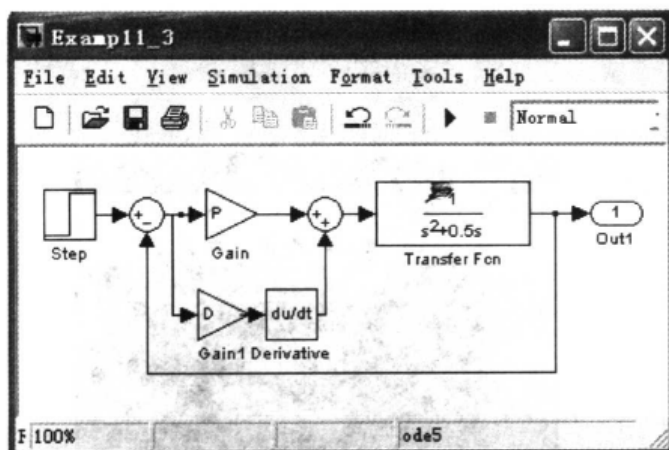 Examp11_3
File Edit View Simulation Format Tools Help
Normal
Step
+-
P
Gain
++
1
s²+0.5s
Transfer Fcn
1
Out1
D
Gain1
du/dt
Derivative
100%
ode5